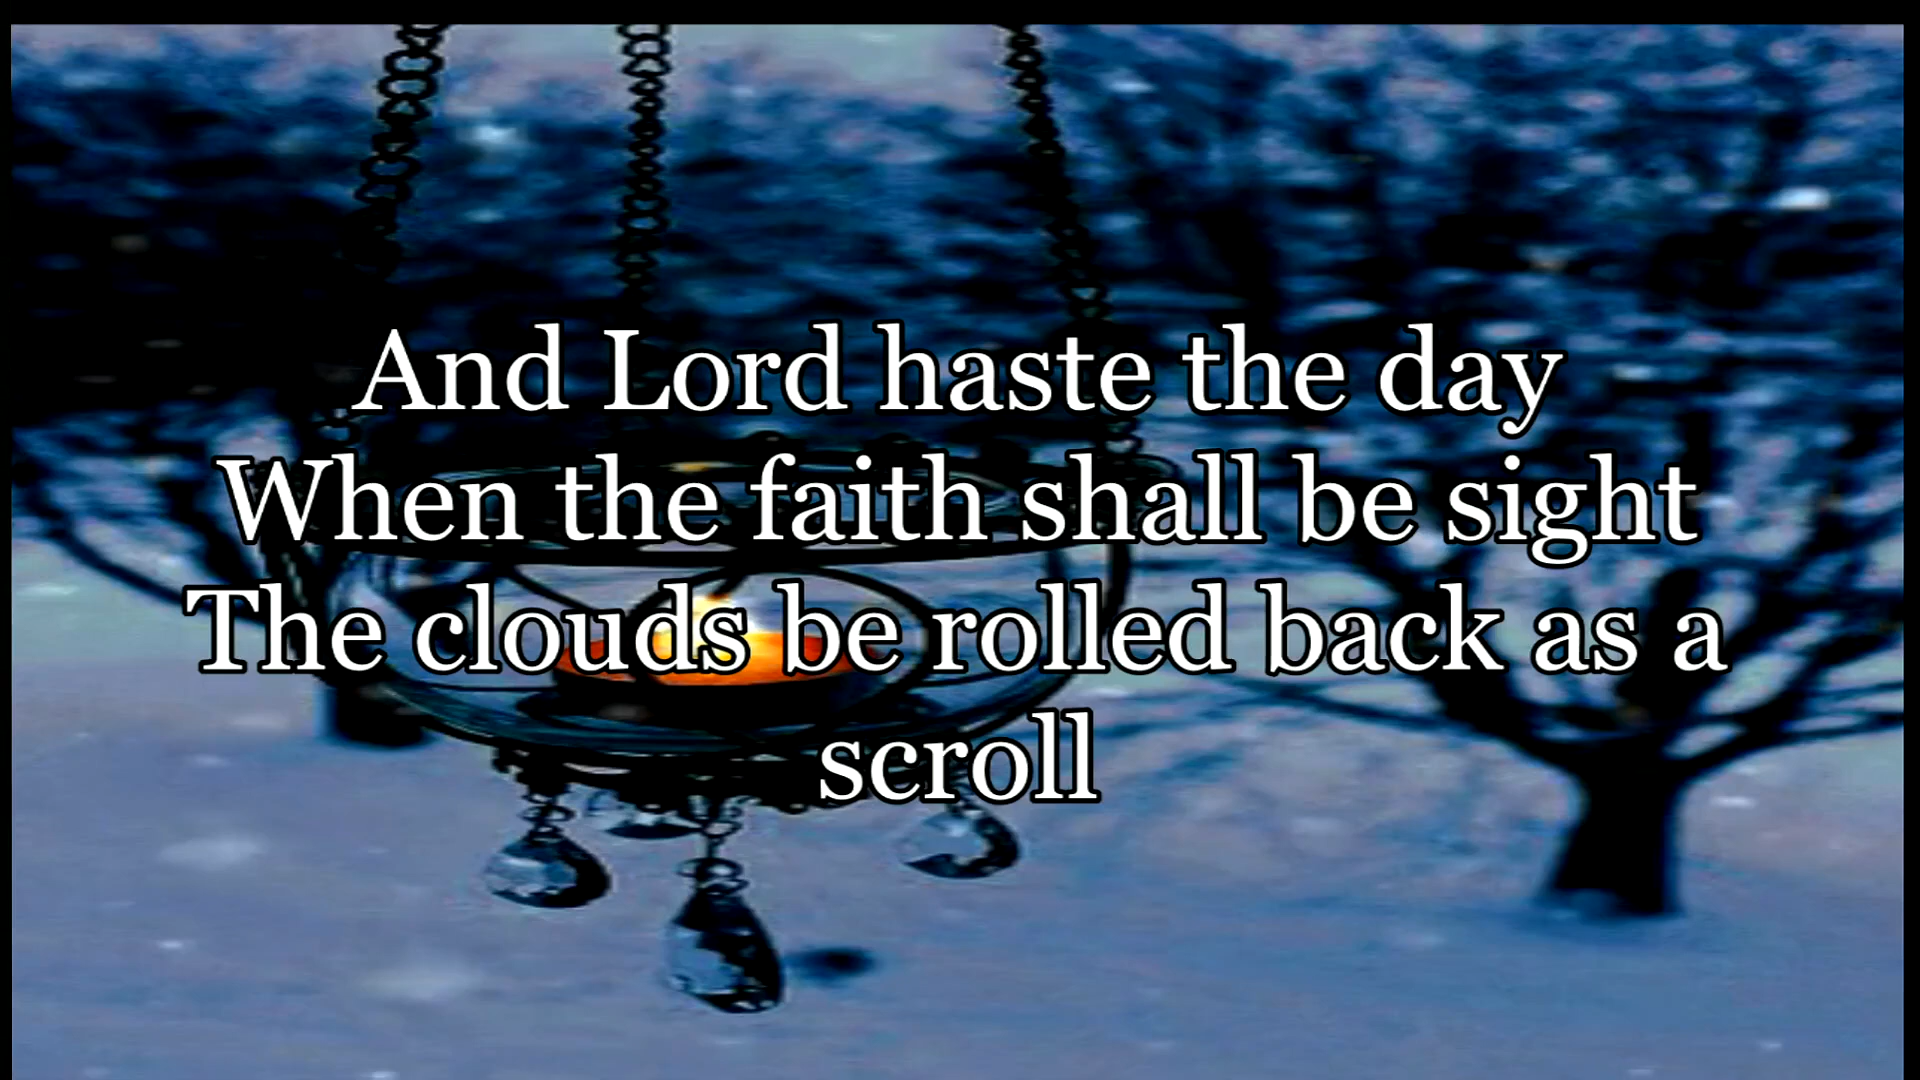 And Lord haste the day
When the faith shall be sight
The clouds be rolled back as a
scroll